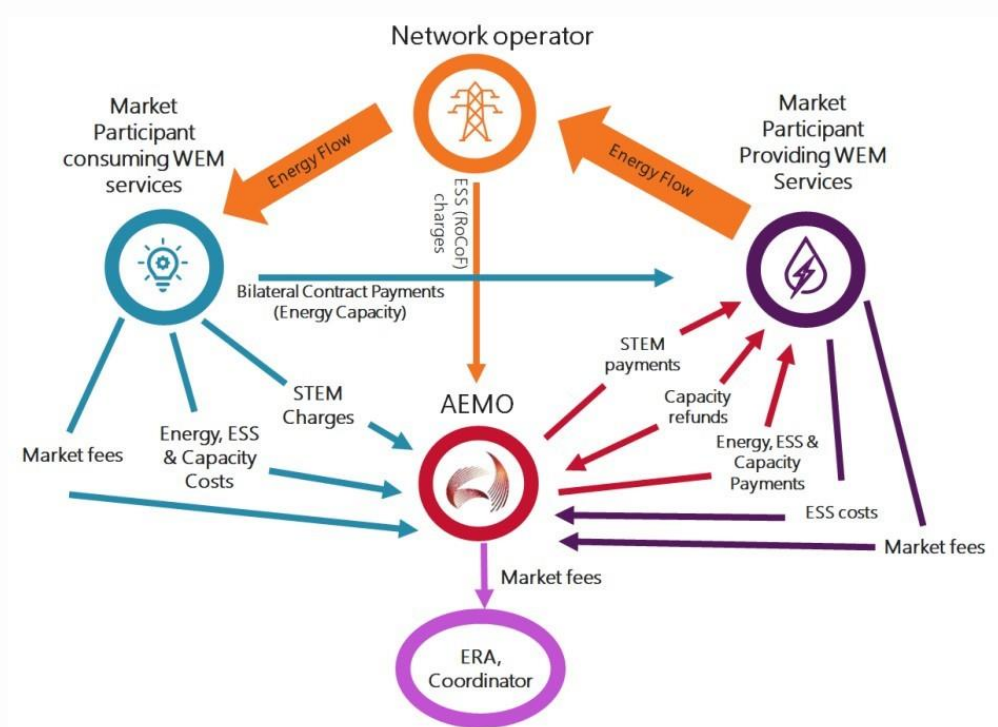 Network operator
Market
Participant
consuming WEM
services
Market
Participant
Providing WEM
Services
Energy Flow
Energy Flow
ESS (RoCoF)
charges
Bilateral Contract Payments
(Energy Capacity)
STEM
payments
STEM
Charges
AEMO
Capacity
refunds
Market fees
Energy, ESS
& Capacity
Costs
Energy, ESS &
Capacity
Payments
ESS costs
Market fees
Market fees
ERA,
Coordinator